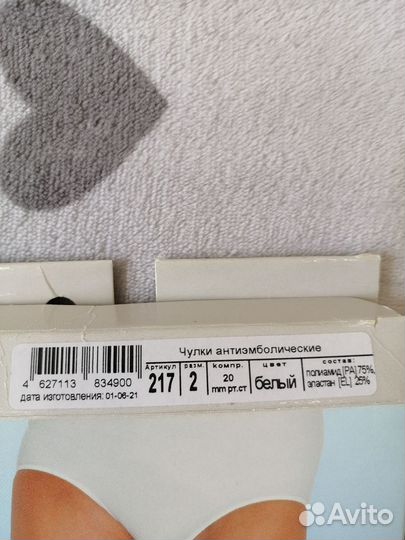 Чулки антиэмболические
Артикул
217
разм.
2
компр.
20
mm рт.ст
цвет
белый
состав:
полиамид [PA] 75%,
эластан [EL] 25%
4 627113 834900
дата изготовления: 01-06-21
Avito